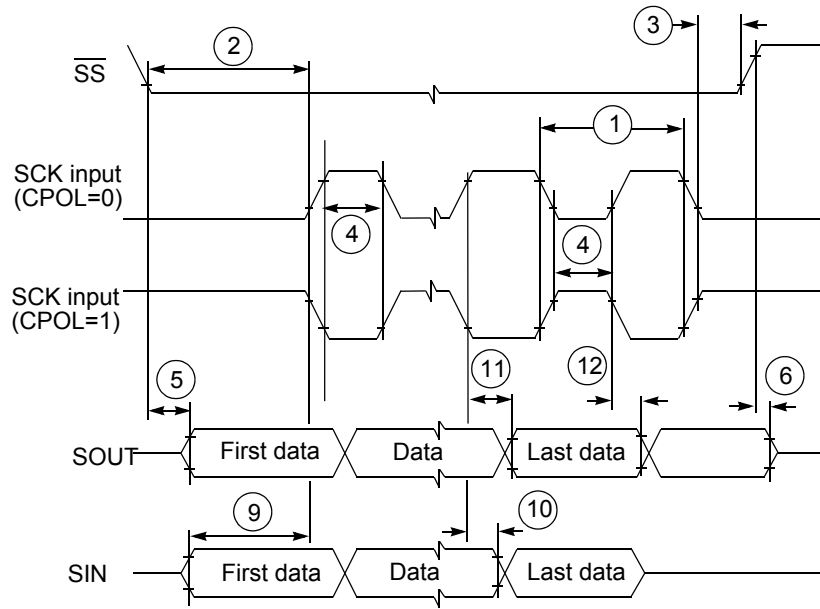 3
2
SS
1
SCK input
(CPOL=0)
4
4
SCK input
(CPOL=1)
5
11
12
6
SOUT
First data
Data
Last data
9
10
SIN
First data
Data
Last data